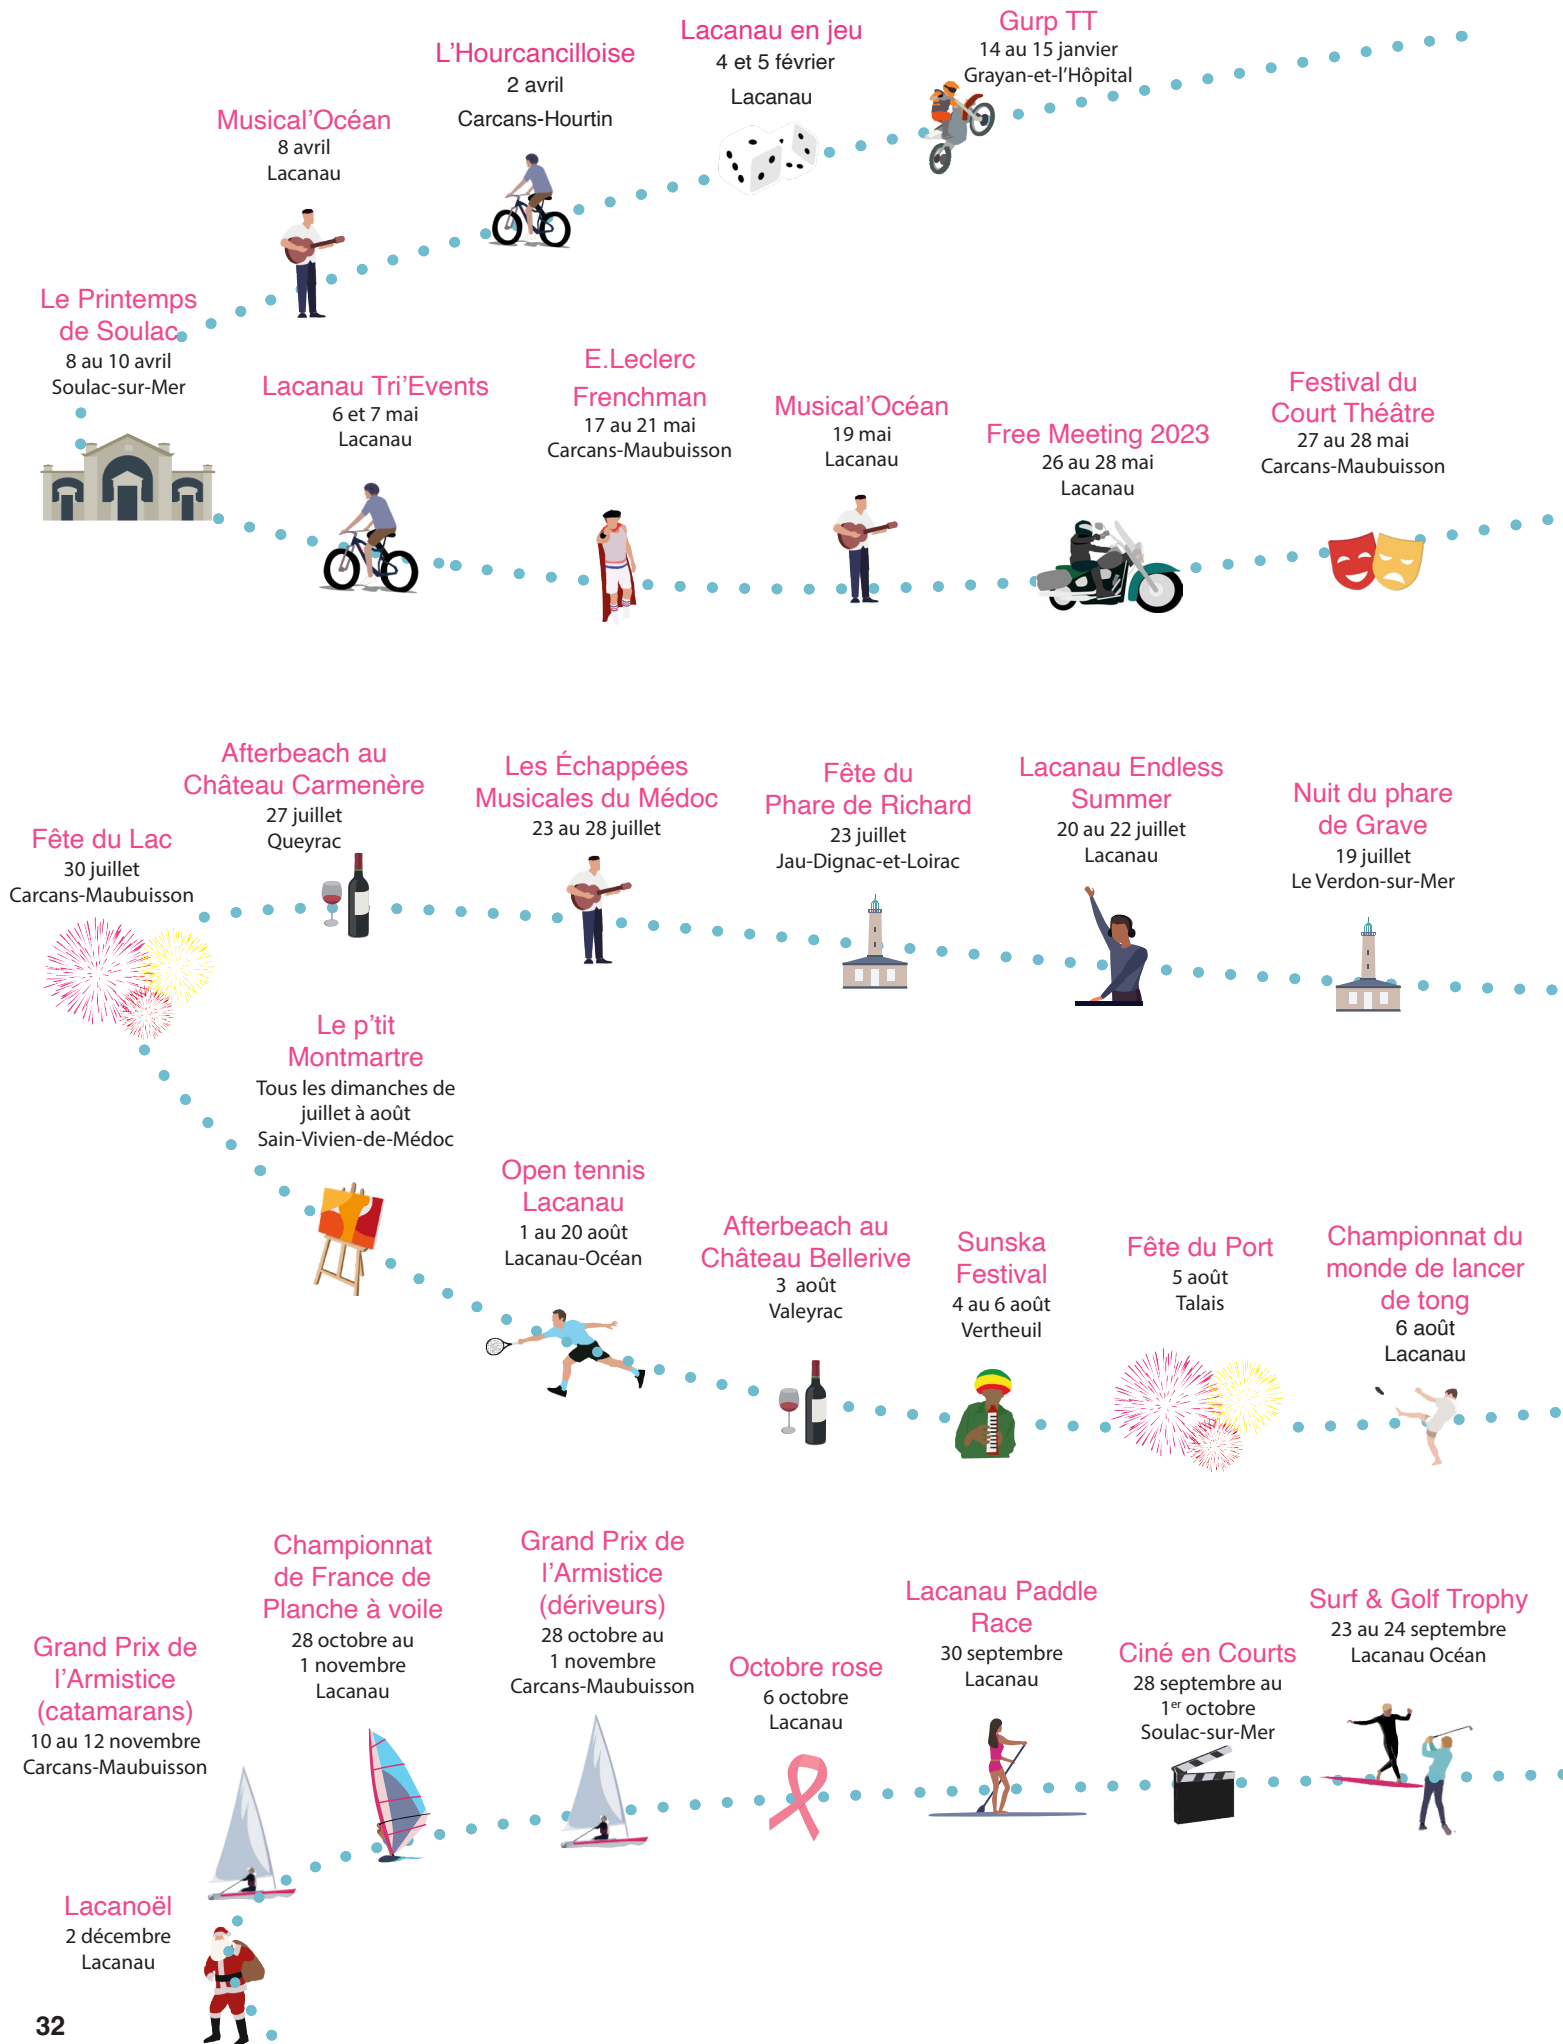 Gurp TT
14 au 15 janvier
Grayan-et-l'Hôpital
Lacanau en jeu
4 et 5 février
Lacanau
L'Hourcancilloise
2 avril
Carcans-Hourtin
Musical'Océan
8 avril
Lacanau
Le Printemps
de Soulac
8 au 10 avril
Soulac-sur-Mer
Lacanau Tri'Events
6 et 7 mai
Lacanau
E.Leclerc
Frenchman
17 au 21 mai
Carcans-Maubuisson
Musical'Océan
19 mai
Lacanau
Free Meeting 2023
26 au 28 mai
Lacanau
Festival du
Court Théâtre
27 au 28 mai
Carcans-Maubuisson
Fête du Lac
30 juillet
Carcans-Maubuisson
Afterbeach au
Château Carmenère
27 juillet
Queyrac
Les Échappées
Musicales du Médoc
23 au 28 juillet
Fête du
Phare de Richard
23 juillet
Jau-Dignac-et-Loirac
Lacanau Endless
Summer
20 au 22 juillet
Lacanau
Nuit du phare
de Grave
19 juillet
Le Verdon-sur-Mer
Le p'tit
Montmartre
Tous les dimanches de
juillet à août
Sain-Vivien-de-Médoc
Open tennis
Lacanau
1 au 20 août
Lacanau-Océan
Afterbeach au
Château Bellerive
3 août
Valeyrac
Sunska
Festival
4 au 6 août
Vertheuil
Fête du Port
5 août
Talais
Championnat du
monde de lancer
de tong
6 août
Lacanau
Grand Prix de
l'Armistice
(catamarans)
10 au 12 novembre
Carcans-Maubuisson
Championnat
de France de
Planche à voile
28 octobre au
1 novembre
Lacanau
Grand Prix de
l'Armistice
(dériveurs)
28 octobre au
1 novembre
Carcans-Maubuisson
Octobre rose
6 octobre
Lacanau
Lacanau Paddle
Race
30 septembre
Lacanau
Ciné en Courts
28 septembre au
1er octobre
Soulac-sur-Mer
Surf & Golf Trophy
23 au 24 septembre
Lacanau Océan
Lacanoël
2 décembre
Lacanau
32